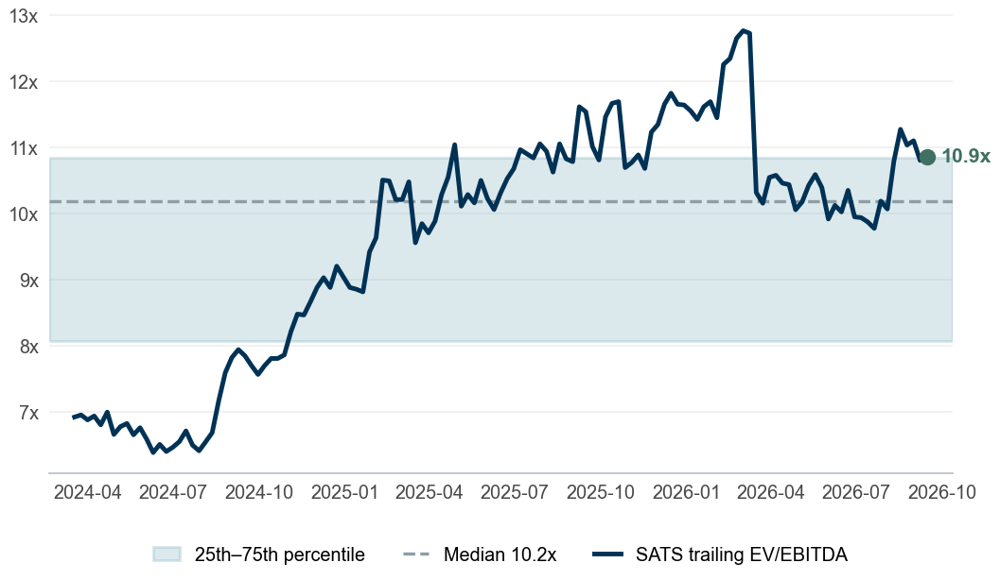 13x
12x
11x
10.9x
10x
9x
8x
7x
2024-04 2024-07 2024-10 2025-01 2025-04 2025-07 2025-10 2026-01 2026-04 2026-07 2026-10
25th–75th percentile Median 10.2x SATS trailing EV/EBITDA